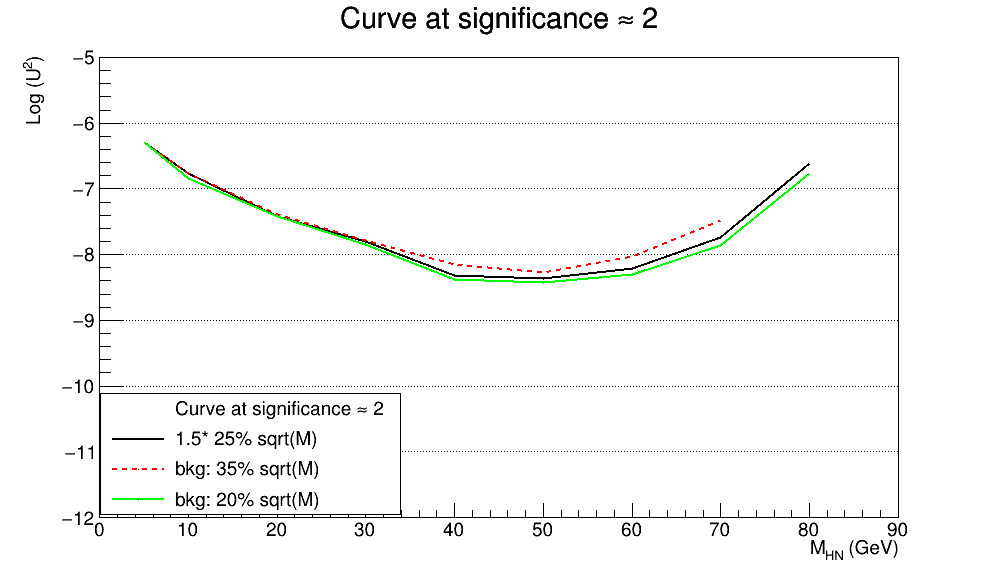 Curve at significance ≈ 2
Log (U²)
−5
−6
−7
−8
−9
−10
−11
−12
Curve at significance ≈ 2
1.5* 25% sqrt(M)
bkg: 35% sqrt(M)
bkg: 20% sqrt(M)
0 10 20 30 40 50 60 70 80 90
M_HN (GeV)